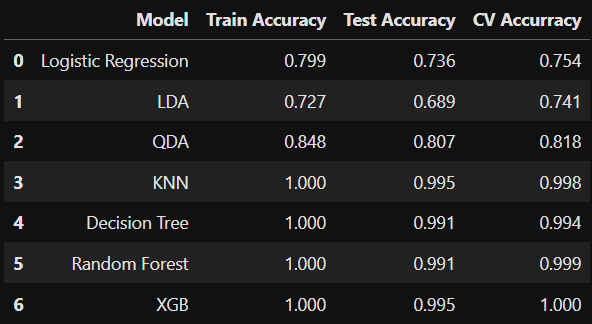 Model Train Accuracy Test Accuracy CV Accurracy
0 Logistic Regression 0.799 0.736 0.754
1 LDA 0.727 0.689 0.741
2 QDA 0.848 0.807 0.818
3 KNN 1.000 0.995 0.998
4 Decision Tree 1.000 0.991 0.994
5 Random Forest 1.000 0.991 0.999
6 XGB 1.000 0.995 1.000